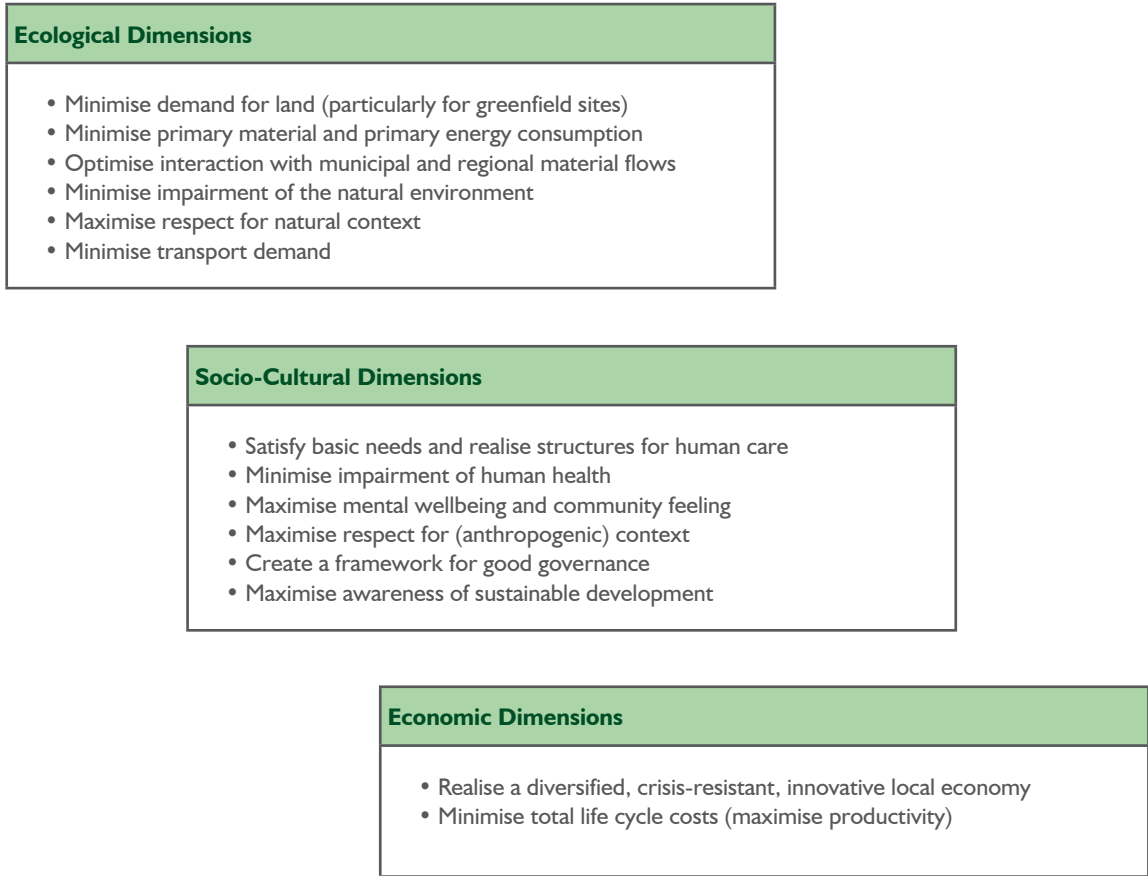 Ecological Dimensions
• Minimise demand for land (particularly for greenfield sites)
• Minimise primary material and primary energy consumption
• Optimise interaction with municipal and regional material flows
• Minimise impairment of the natural environment
• Maximise respect for natural context
• Minimise transport demand
Socio-Cultural Dimensions
• Satisfy basic needs and realise structures for human care
• Minimise impairment of human health
• Maximise mental wellbeing and community feeling
• Maximise respect for (anthropogenic) context
• Create a framework for good governance
• Maximise awareness of sustainable development
Economic Dimensions
• Realise a diversified, crisis-resistant, innovative local economy
• Minimise total life cycle costs (maximise productivity)